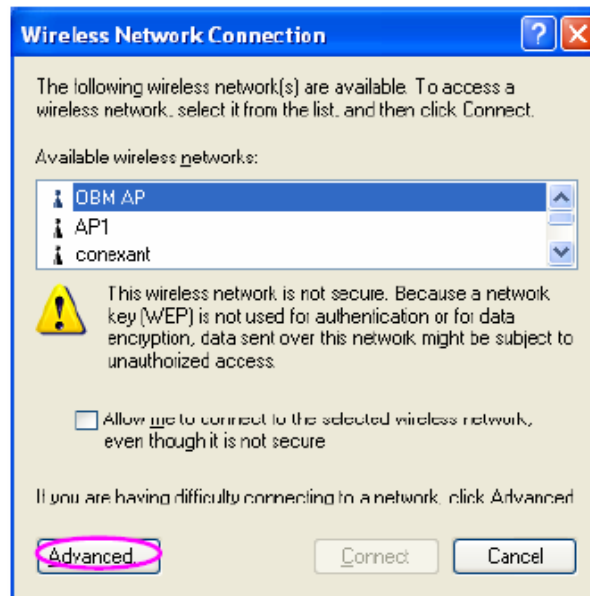 Wireless Network Connection
The following wireless network(s) are available. To access a
wireless network, select it from the list, and then click Connect.
Available wireless networks:
OBM AP
AP1
conexant
This wireless network is not secure. Because a network
key (WEP) is not used for authentication or for data
encryption, data sent over this network might be subject to
unauthorized access.
Allow me to connect to the selected wireless network,
even though it is not secure
If you are having difficulty connecting to a network, click Advanced.
Advanced...
Connect
Cancel